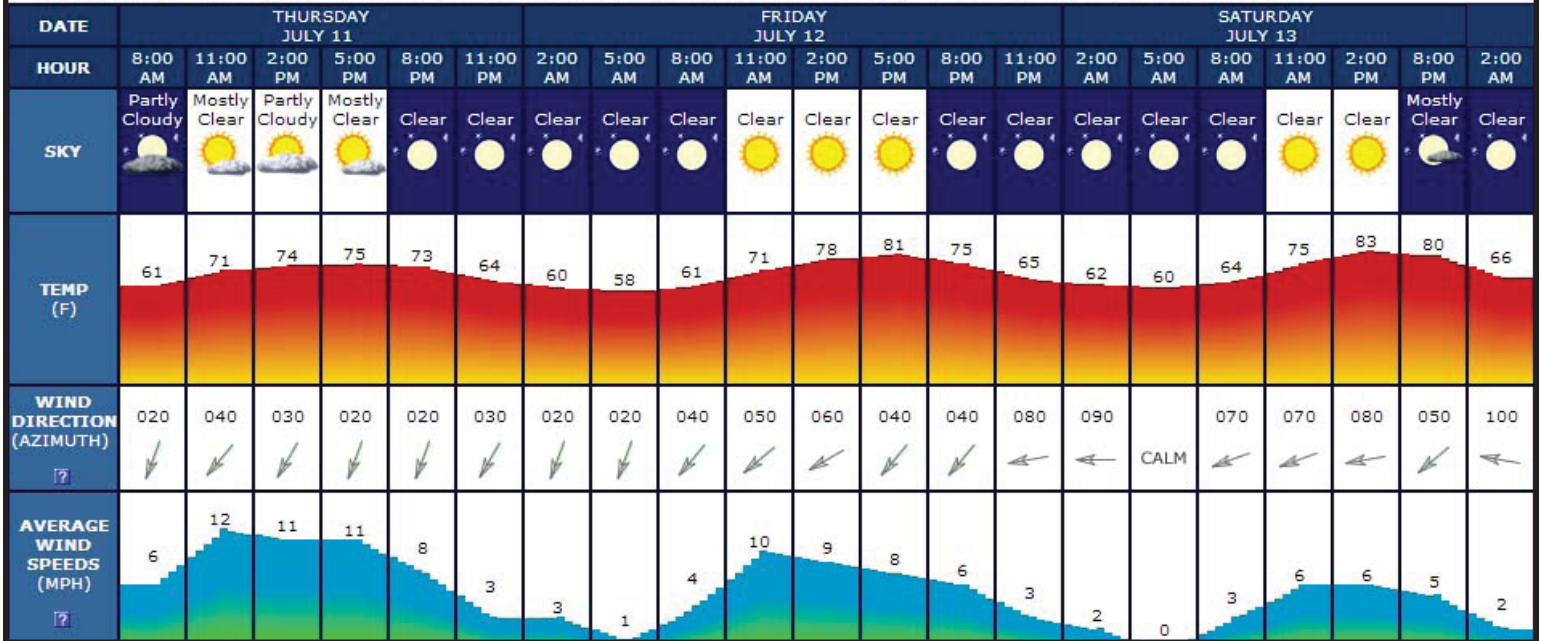 DATE THURSDAY JULY 11 FRIDAY JULY 12 SATURDAY JULY 13
HOUR 8:00 AM 11:00 AM 2:00 PM 5:00 PM 8:00 PM 11:00 PM 2:00 AM 5:00 AM 8:00 AM 11:00 AM 2:00 PM 5:00 PM 8:00 PM 11:00 PM 2:00 AM 5:00 AM 8:00 AM 11:00 AM 2:00 PM 8:00 PM 2:00 AM
SKY Partly Cloudy Mostly Clear Partly Cloudy Mostly Clear Clear Clear Clear Clear Clear Clear Clear Clear Clear Clear Clear Clear Clear Clear Clear Mostly Clear Clear
TEMP (F) 61 71 74 75 73 64 60 58 61 71 78 81 75 65 62 60 64 75 83 80 66
WIND DIRECTION (AZIMUTH) ? 020 040 030 020 020 030 020 020 040 050 060 040 040 080 090 CALM 070 070 080 050 100
AVERAGE WIND SPEEDS (MPH) ? 6 12 11 11 8 3 3 1 4 10 9 8 6 3 2 0 3 6 6 5 2